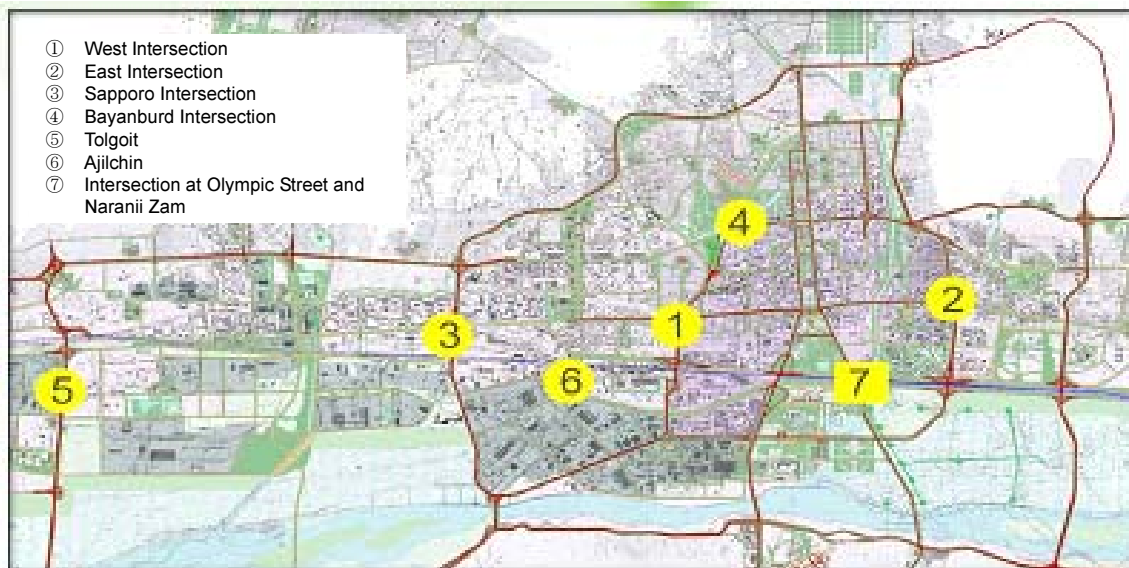 ① West Intersection
② East Intersection
③ Sapporo Intersection
④ Bayanburd Intersection
⑤ Tolgoit
⑥ Ajilchin
⑦ Intersection at Olympic Street and
Naranii Zam
4
2
1
3
6
7
5